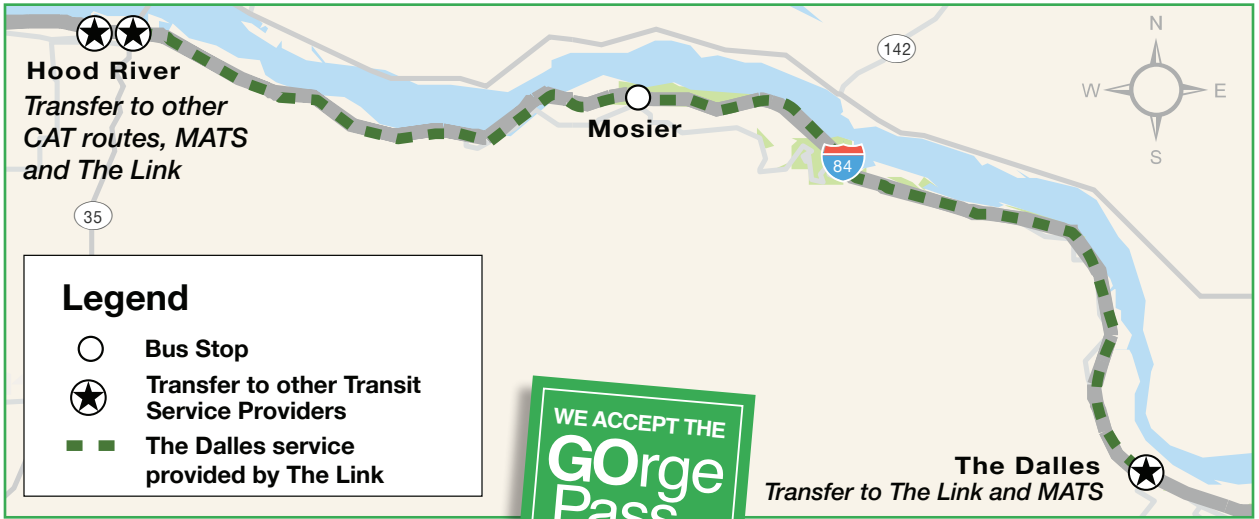 Hood River
Transfer to other
CAT routes, MATS
and The Link
35
Mosier
142
N
W
E
S
84
Legend
Bus Stop
Transfer to other Transit
Service Providers
The Dalles service
provided by The Link
WE ACCEPT THE
GOrge
Pass
The Dalles
Transfer to The Link and MATS